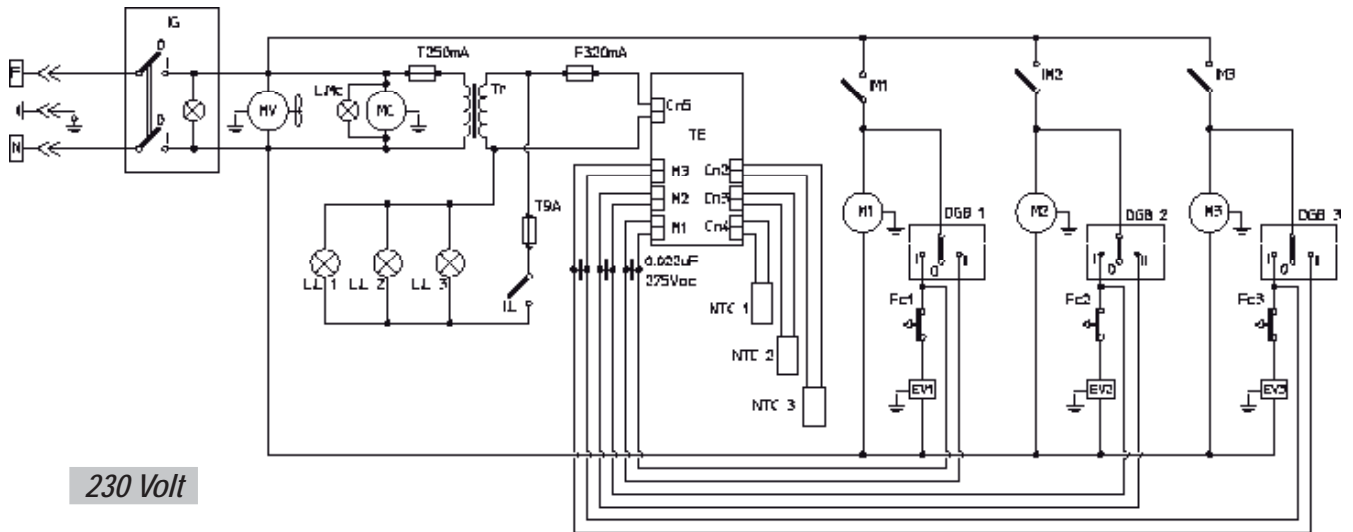 IG
0
I
F
N
0
I
MV
LMc
MC
T250mA
Tr
F320mA
Cn5
TE
M3
M2
M1
Cn2
Cn3
Cn4
T9A
IL
LL 1
LL 2
LL 3
0.022uF
275Vac
NTC 1
NTC 2
NTC 3
IM1
IM2
IM3
M1
M2
M3
DGB 1
DGB 2
DGB 3
I
0
II
I
0
II
I
0
II
Fc1
Fc2
Fc3
EV1
EV2
EV3
230 Volt